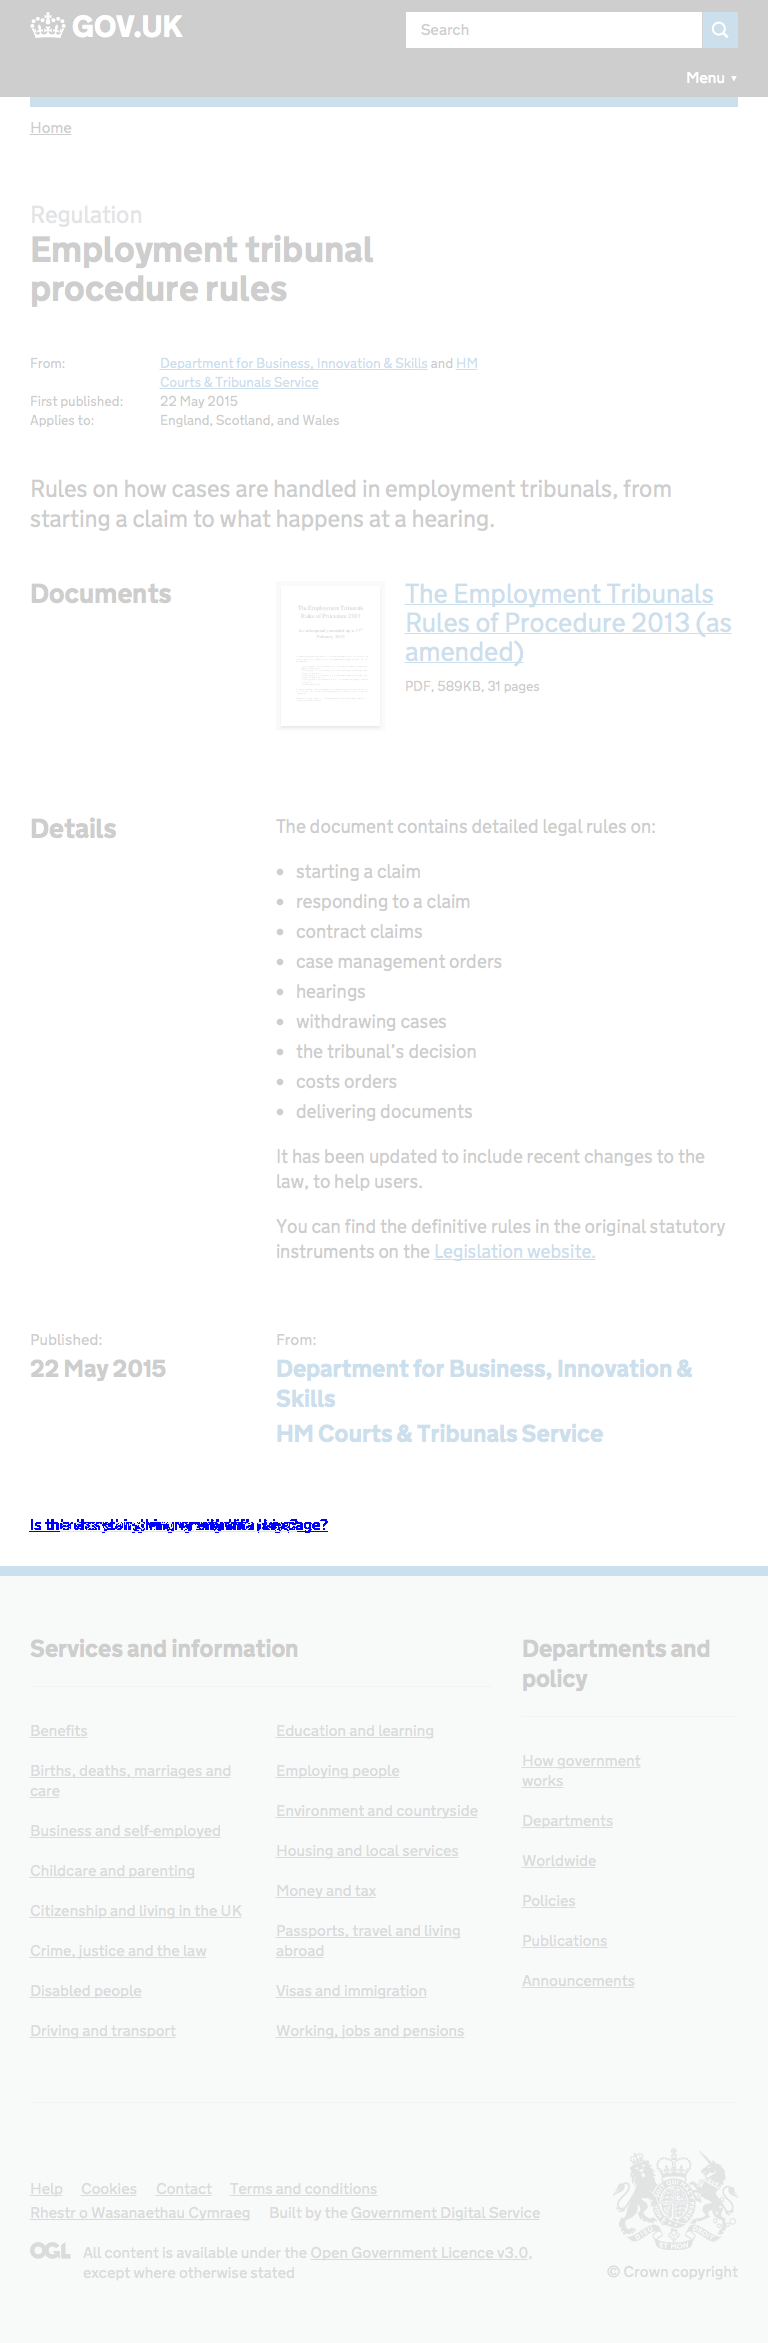 GOV.UK
Search
Menu ▼
Home
Regulation
Employment tribunal
procedure rules
From: Department for Business, Innovation & Skills and HM
Courts & Tribunals Service
First published: 22 May 2015
Applies to: England, Scotland, and Wales
Rules on how cases are handled in employment tribunals, from
starting a claim to what happens at a hearing.
Documents
The Employment Tribunals
Rules of Procedure 2013
The Employment Tribunals
Rules of Procedure 2013 (as
amended)
PDF, 589KB, 31 pages
Details
The document contains detailed legal rules on:
• starting a claim
• responding to a claim
• contract claims
• case management orders
• hearings
• withdrawing cases
• the tribunal's decision
• costs orders
• delivering documents
It has been updated to include recent changes to the
law, to help users.
You can find the definitive rules in the original statutory
instruments on the Legislation website.
Published:
22 May 2015
From:
Department for Business, Innovation &
Skills
HM Courts & Tribunals Service
Services and information
Benefits
Births, deaths, marriages and
care
Business and self-employed
Childcare and parenting
Citizenship and living in the UK
Crime, justice and the law
Disabled people
Driving and transport
Education and learning
Employing people
Environment and countryside
Housing and local services
Money and tax
Passports, travel and living
abroad
Visas and immigration
Working, jobs and pensions
Departments and
policy
How government
works
Departments
Worldwide
Policies
Publications
Announcements
Help Cookies Contact Terms and conditions
Rhestr o Wasanaethau Cymraeg Built by the Government Digital Service
OGL All content is available under the Open Government Licence v3.0,
except where otherwise stated
© Crown copyright